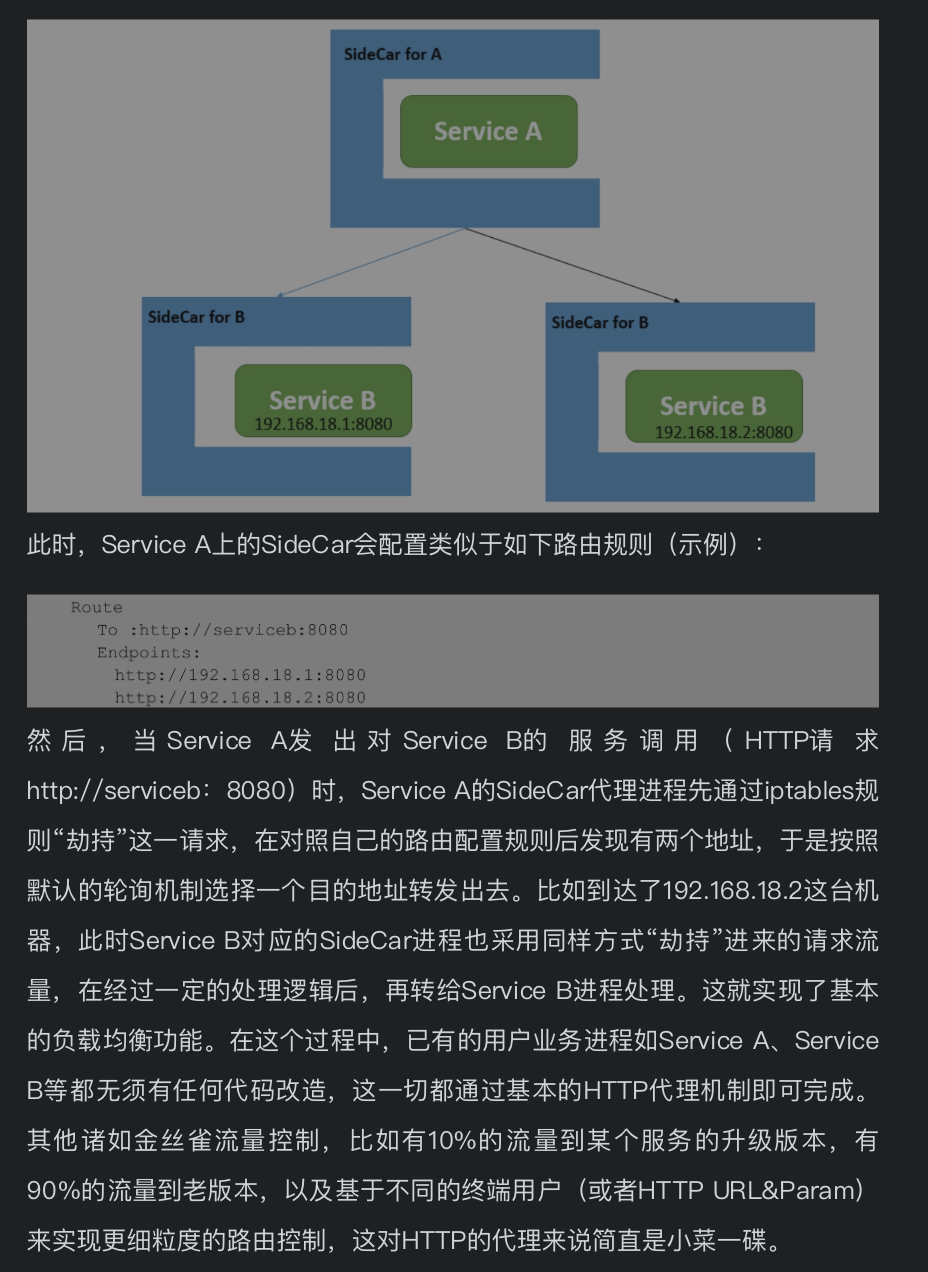 SideCar for A
Service A
SideCar for B
Service B
192.168.18.1:8080
SideCar for B
Service B
192.168.18.2:8080
此时，Service A上的SideCar会配置类似于如下路由规则（示例）：
Route
To :http://serviceb:8080
Endpoints:
http://192.168.18.1:8080
http://192.168.18.2:8080
然后，当Service A发出对Service B的服务调用（HTTP请求
http://serviceb：8080）时，Service A的SideCar代理进程先通过iptables规
则“劫持”这一请求，在对照自己的路由配置规则后发现有两个地址，于是按照
默认的轮询机制选择一个目的地址转发出去。比如到达了192.168.18.2这台机
器，此时Service B对应的SideCar进程也采用同样方式“劫持”进来的请求流
量，在经过一定的处理逻辑后，再转给Service B进程处理。这就实现了基本
的负载均衡功能。在这个过程中，已有的用户业务进程如Service A、Service
B等都无须有任何代码改造，这一切都通过基本的HTTP代理机制即可完成。
其他诸如金丝雀流量控制，比如有10%的流量到某个服务的升级版本，有
90%的流量到老版本，以及基于不同的终端用户（或者HTTP URL&Param）
来实现更细粒度的路由控制，这对HTTP的代理来说简直是小菜一碟。